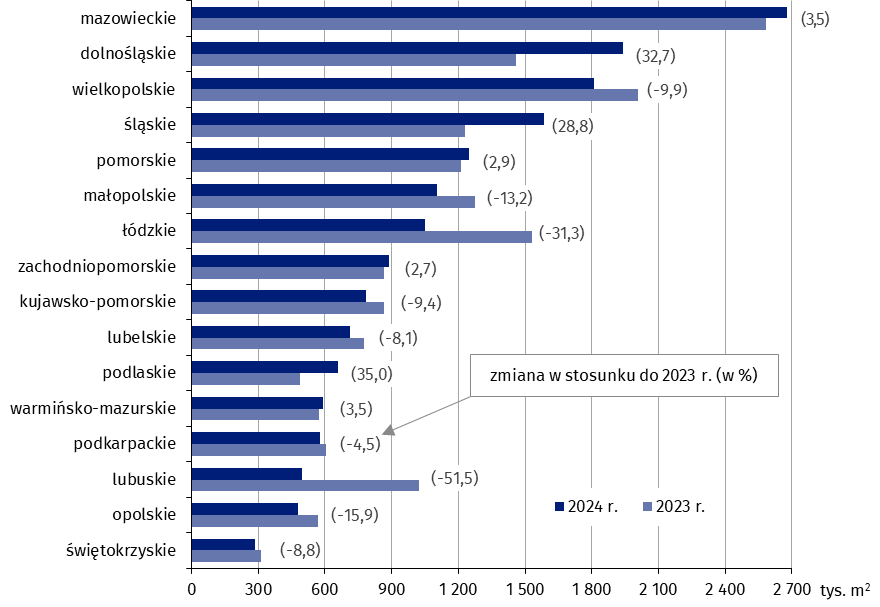 mazowieckie (3,5)
dolnośląskie (32,7)
wielkopolskie (-9,9)
śląskie (28,8)
pomorskie (2,9)
małopolskie (-13,2)
łódzkie (-31,3)
zachodniopomorskie (2,7)
kujawsko-pomorskie (-9,4)
lubelskie (-8,1)
podlaskie (35,0)
zmiana w stosunku do 2023 r. (w %)
warmińsko-mazurskie (3,5)
podkarpackie (-4,5)
lubuskie (-51,5)
2024 r. 2023 r.
opolskie (-15,9)
świętokrzyskie (-8,8)
0 300 600 900 1 200 1 500 1 800 2 100 2 400 2 700 tys. m²